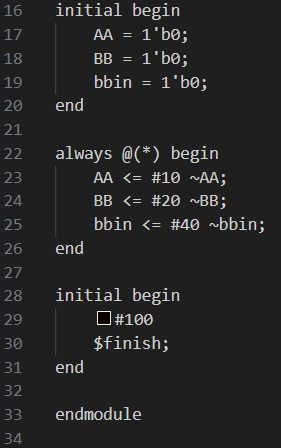 16 initial begin
17 AA = 1'b0;
18 BB = 1'b0;
19 bbin = 1'b0;
20 end
21
22 always @(*) begin
23 AA <= #10 ~AA;
24 BB <= #20 ~BB;
25 bbin <= #40 ~bbin;
26 end
27
28 initial begin
29 #100
30 $finish;
31 end
32
33 endmodule
34